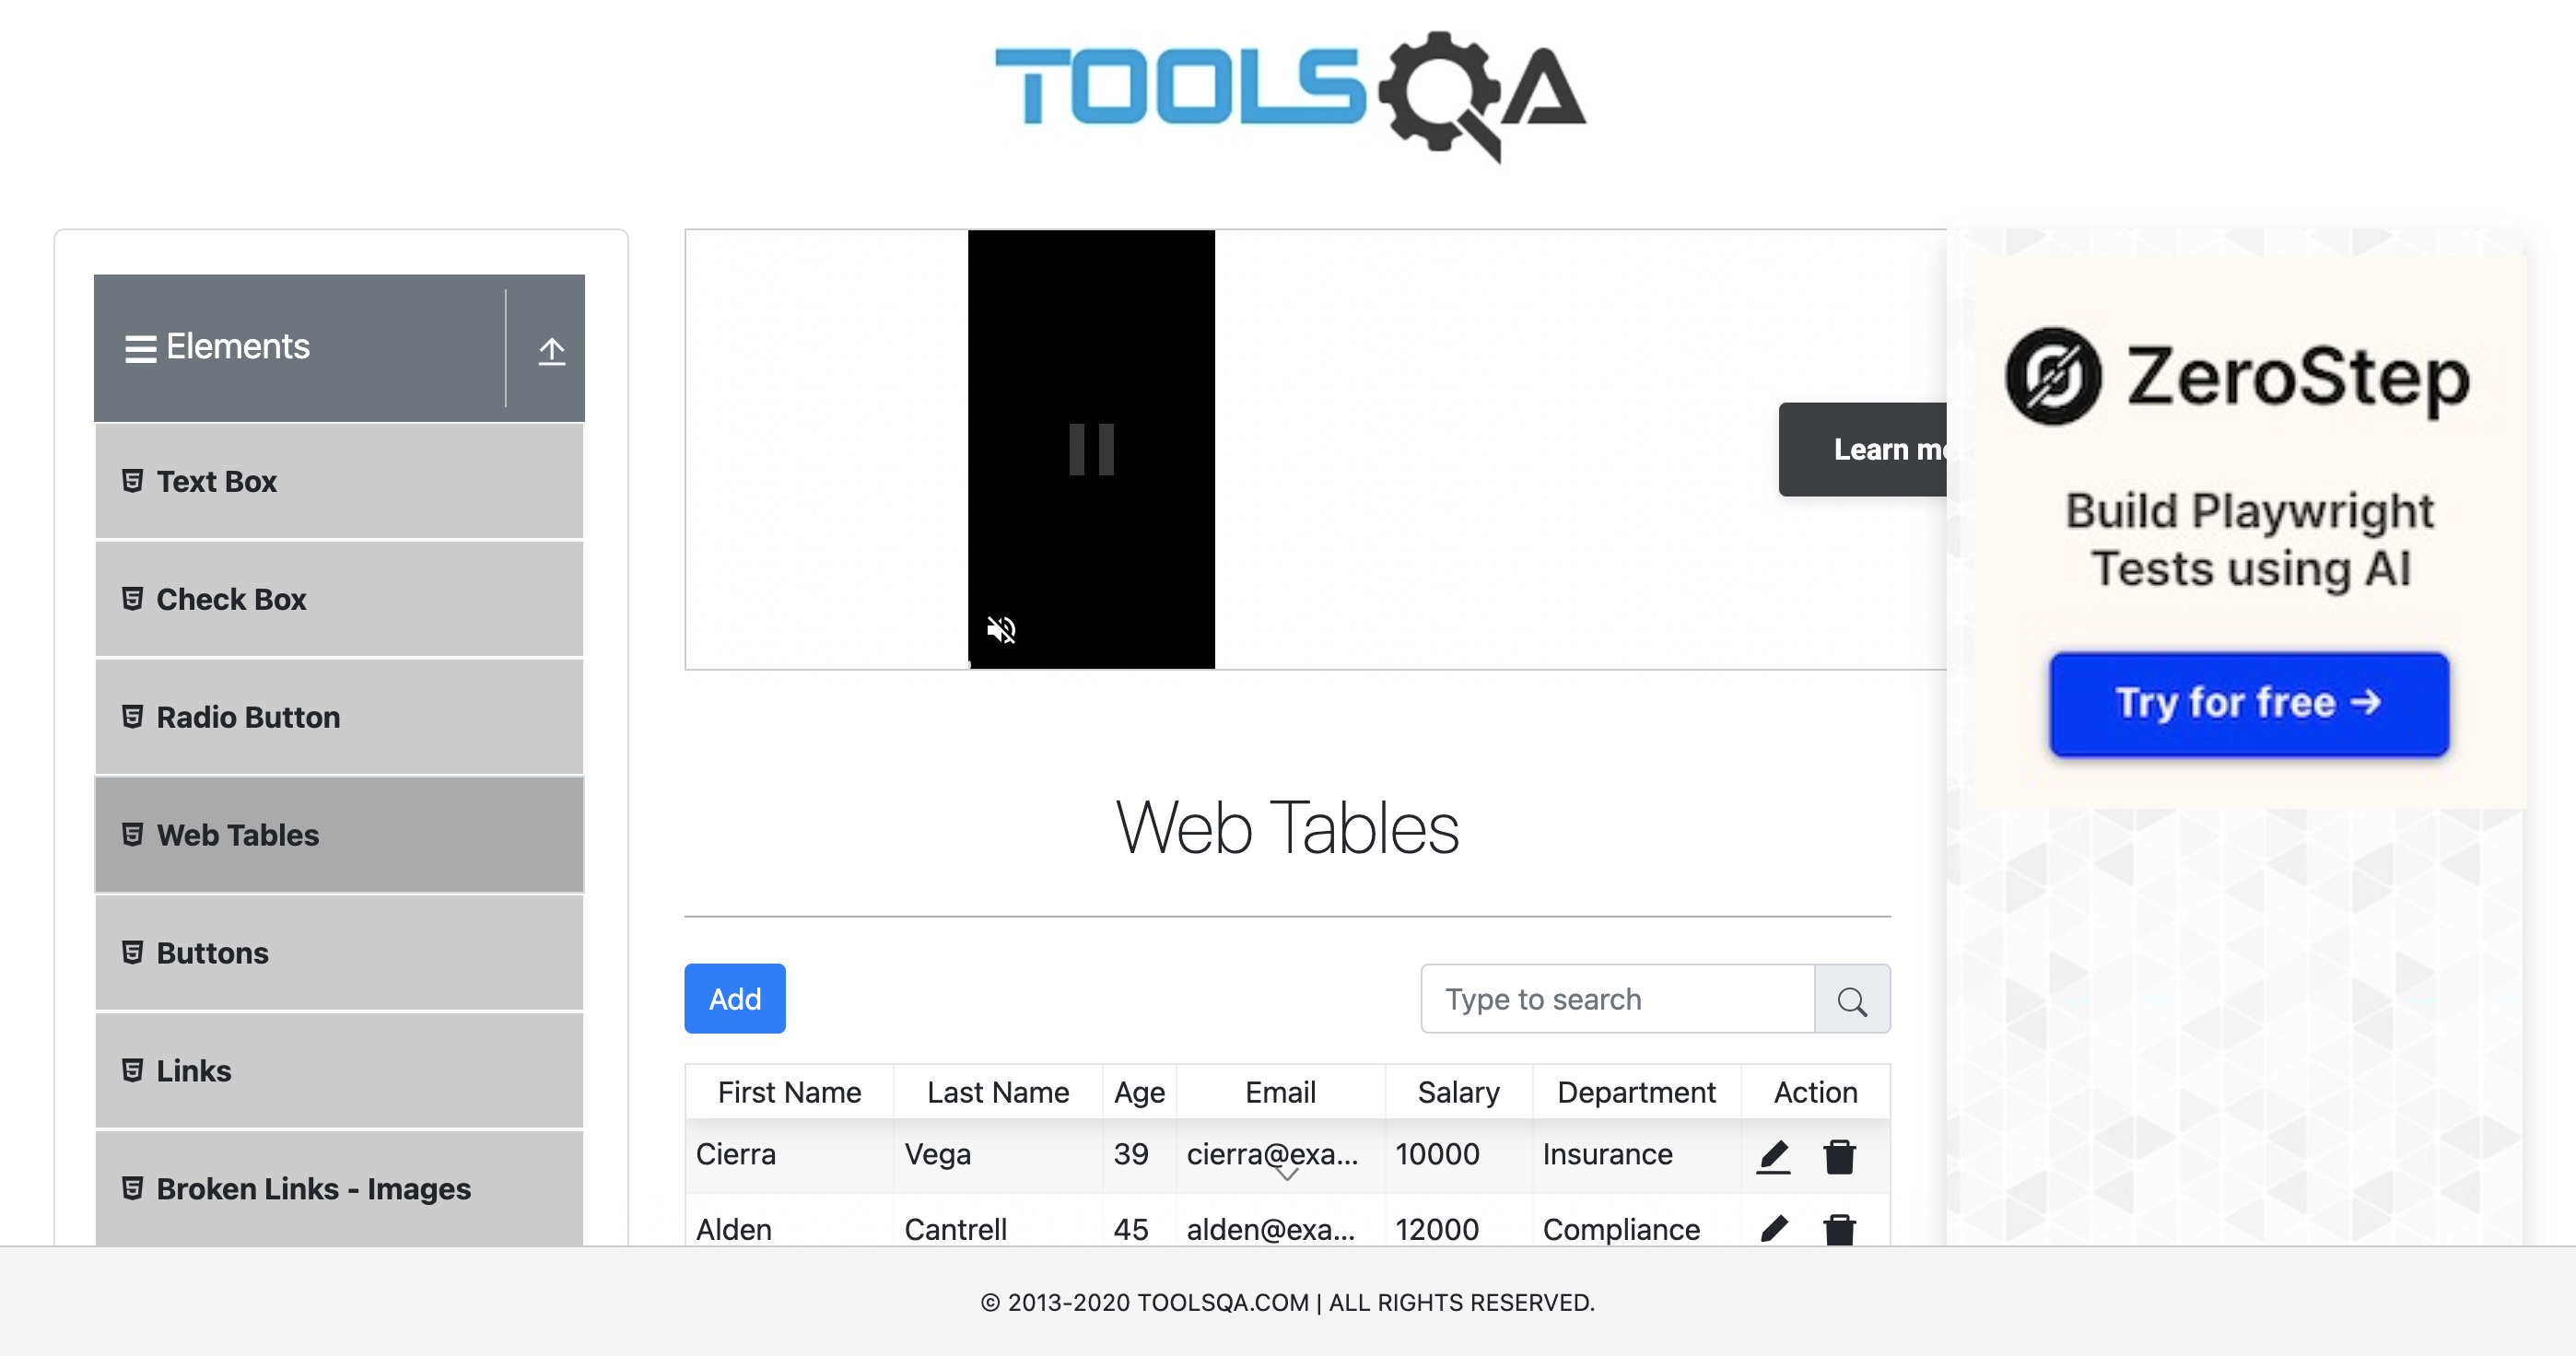 TOOLSQA
Elements
Text Box
Check Box
Radio Button
Web Tables
Buttons
Links
Broken Links - Images
Learn mo
ZeroStep
Build Playwright
Tests using AI
Try for free →
Web Tables
Add
Type to search
First Name Last Name Age Email Salary Department Action
Cierra Vega 39 cierra@exa... 10000 Insurance
Alden Cantrell 45 alden@exa... 12000 Compliance
© 2013-2020 TOOLSQA.COM | ALL RIGHTS RESERVED.